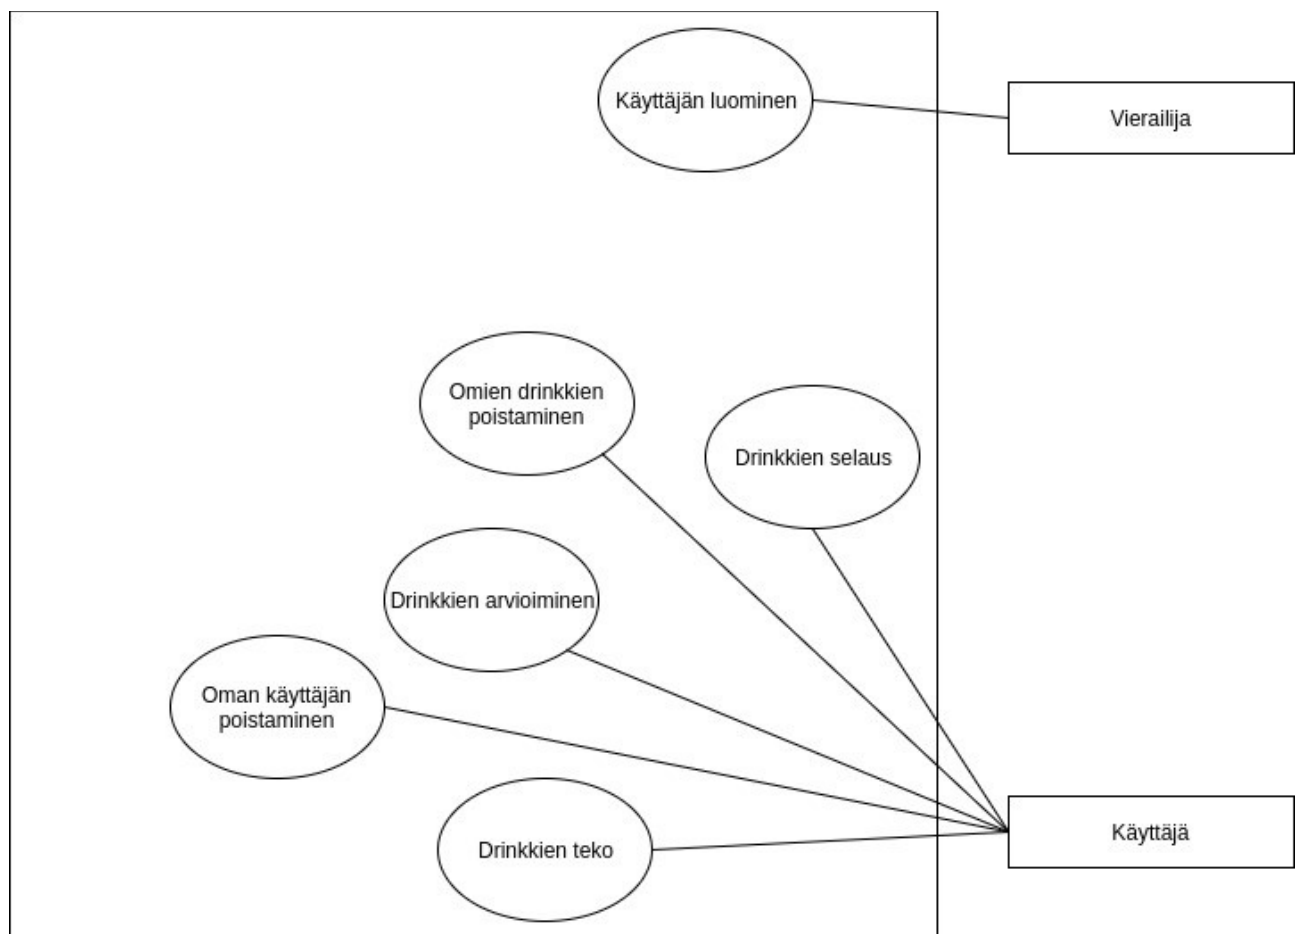 Käyttäjän luominen
Vierailija
Omien drinkkien
poistaminen
Drinkkien selaus
Drinkkien arvioiminen
Oman käyttäjän
poistaminen
Drinkkien teko
Käyttäjä